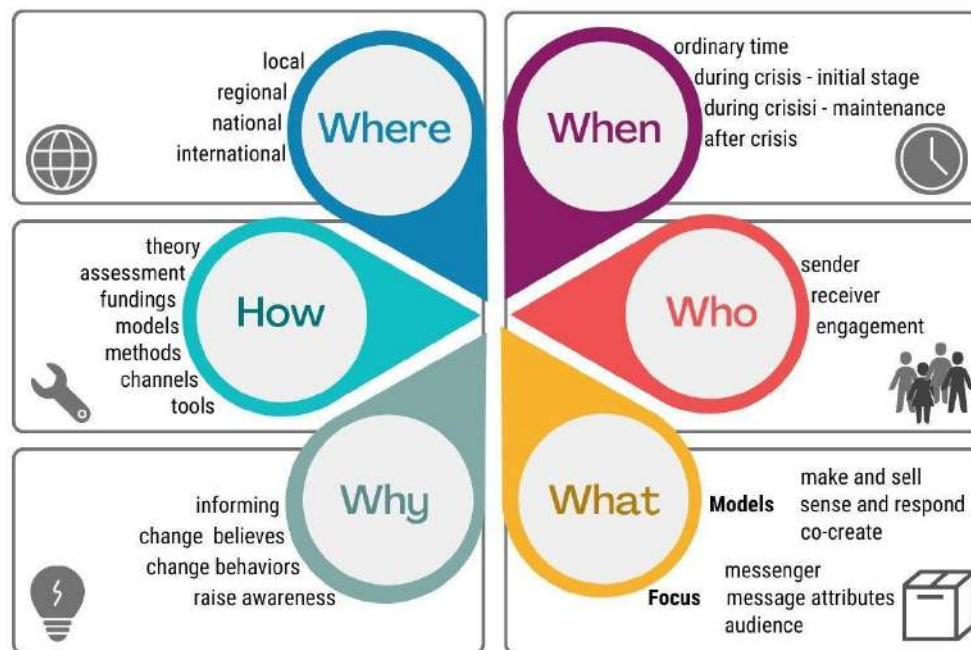 local
regional
national
international
Where
When
ordinary time
during crisis - initial stage
during crisisi - maintenance
after crisis
theory
assessment
fundings
models
methods
channels
tools
How
Who
sender
receiver
engagement
informing
change believes
change behaviors
raise awareness
Why
What
Models
make and sell
sense and respond
co-create
Focus
messenger
message attributes
audience